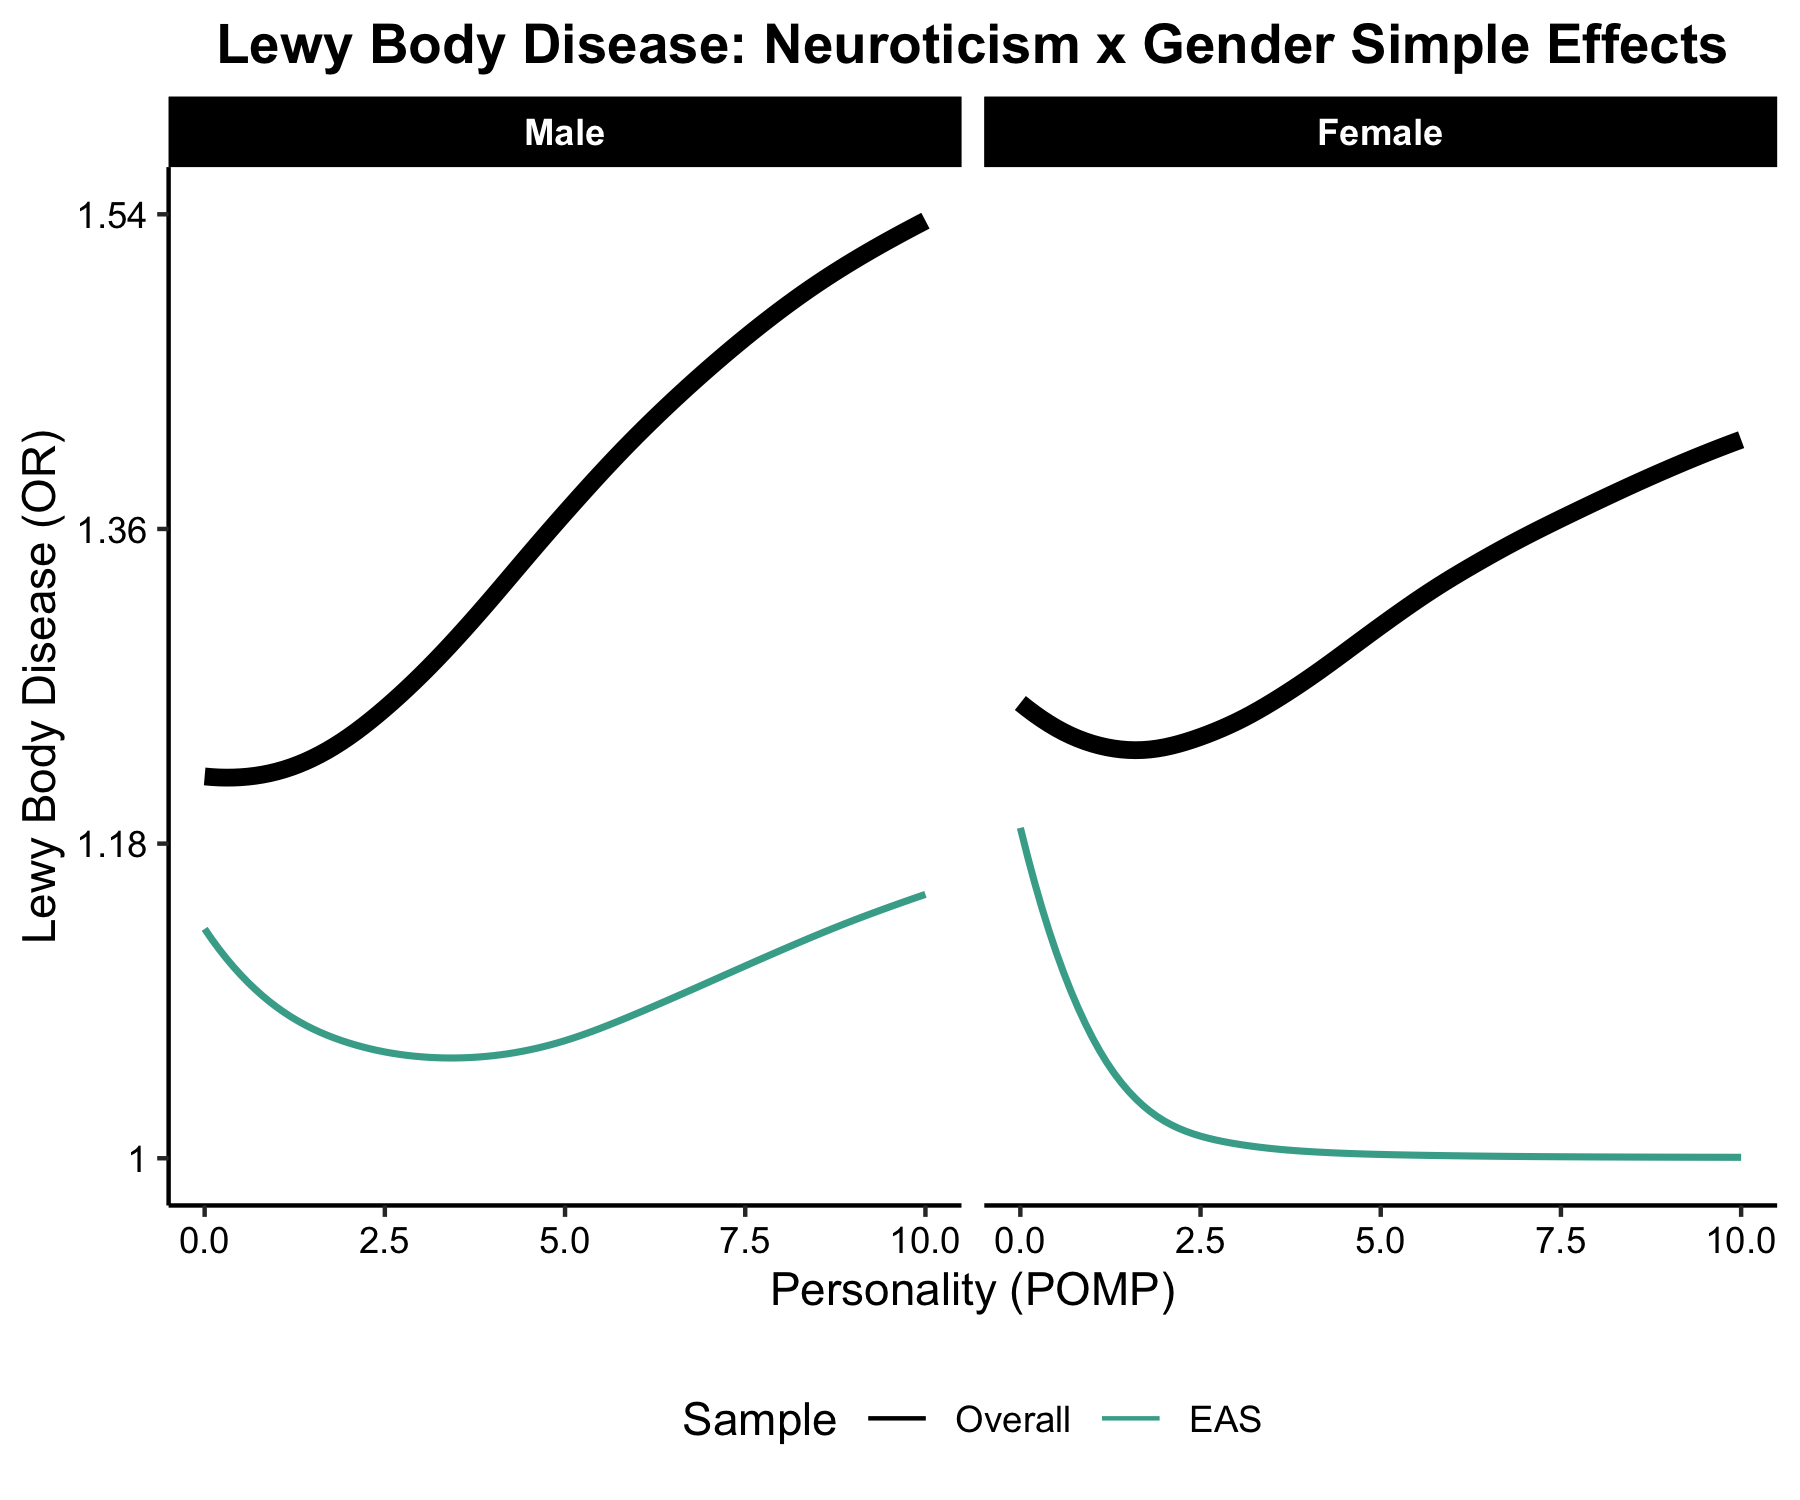 Lewy Body Disease: Neuroticism x Gender Simple Effects
Male
Female
Lewy Body Disease (OR)
1.54
1.36
1.18
1
0.0 2.5 5.0 7.5 10.0
0.0 2.5 5.0 7.5 10.0
Personality (POMP)
Sample Overall EAS